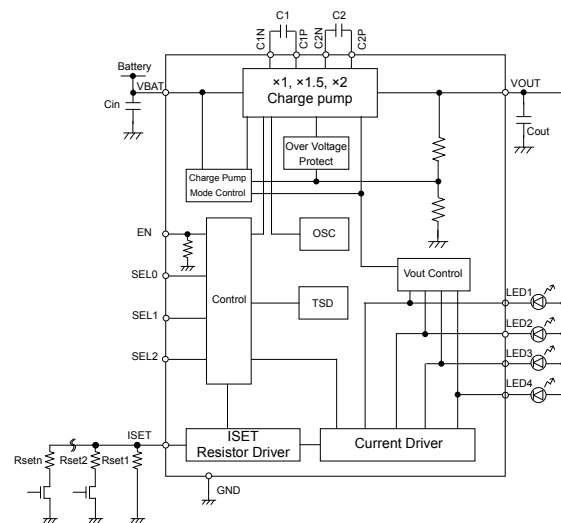 C1 C2
C1N C1P C2N C2P
Battery
VBAT
VOUT
×1, ×1.5, ×2
Charge pump
Cin
Cout
Over Voltage
Protect
Charge Pump
Mode Control
EN
OSC
SEL0
Vout Control
Control
LED1
TSD
SEL1
LED2
LED3
SEL2
LED4
ISET
ISET
Resistor Driver
Current Driver
Rsetn Rset2 Rset1
GND